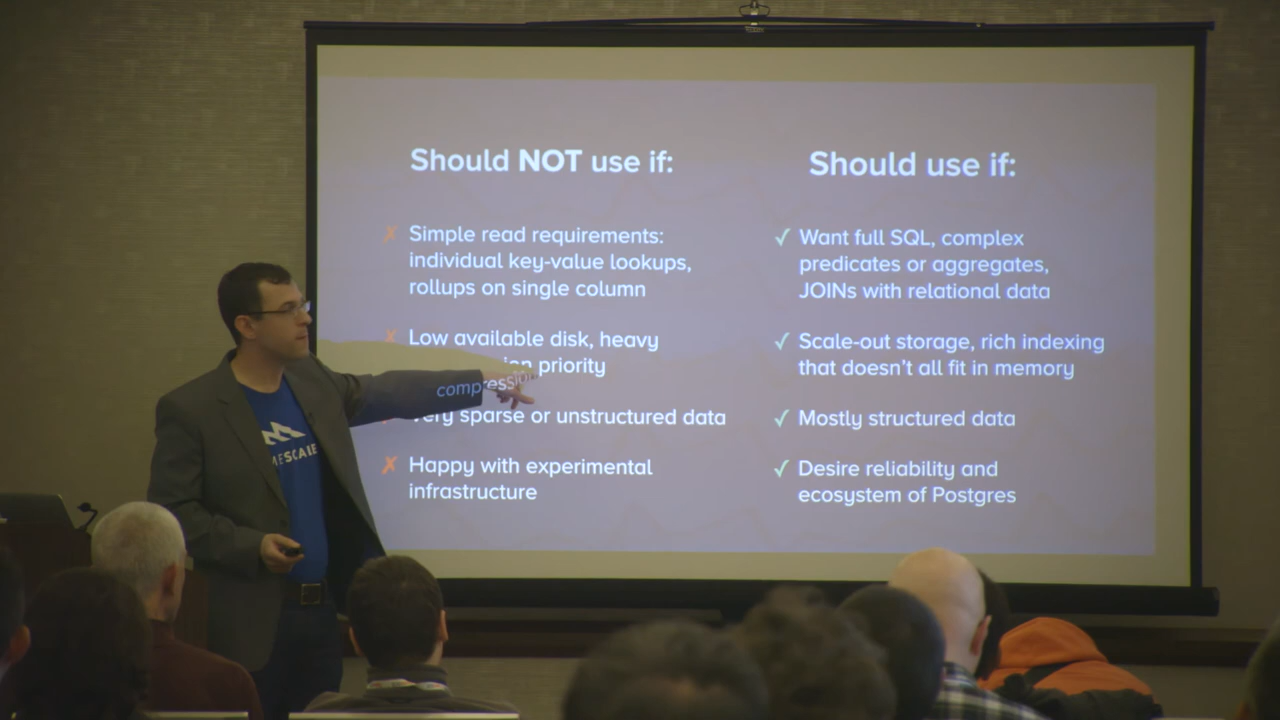 Should NOT use if:
Simple read requirements:
individual key-value lookups,
rollups on single column
Low available disk, heavy
compression priority
Very sparse or unstructured data
Happy with experimental
infrastructure
Should use if:
Want full SQL, complex
predicates or aggregates,
JOINs with relational data
Scale-out storage, rich indexing
that doesn't all fit in memory
Mostly structured data
Desire reliability and
ecosystem of Postgres
MESCALE